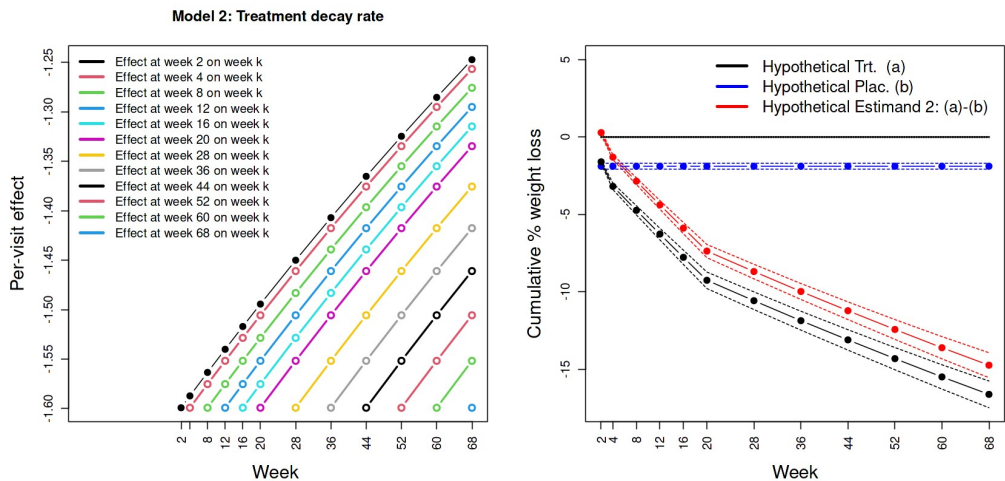 Model 2: Treatment decay rate
Effect at week 2 on week k
Effect at week 4 on week k
Effect at week 8 on week k
Effect at week 12 on week k
Effect at week 16 on week k
Effect at week 20 on week k
Effect at week 28 on week k
Effect at week 36 on week k
Effect at week 44 on week k
Effect at week 52 on week k
Effect at week 60 on week k
Effect at week 68 on week k
Per-visit effect
-1.25
-1.30
-1.35
-1.40
-1.45
-1.50
-1.55
-1.60
2 4 8 12 16 20 28 36 44 52 60 68
Week
Hypothetical Trt. (a)
Hypothetical Plac. (b)
Hypothetical Estimand 2: (a)-(b)
Cumulative % weight loss
5
0
-5
-10
-15
2 4 8 12 16 20 28 36 44 52 60 68
Week